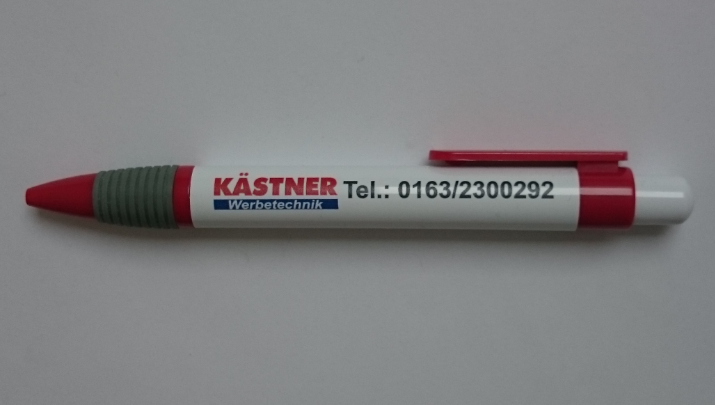 KÄSTNER Tel.: 0163/2300292
Werbetechnik